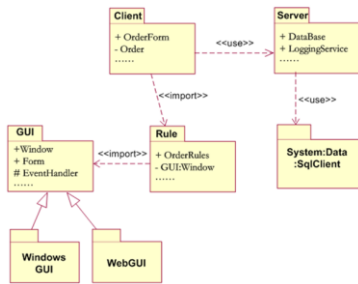 Client
+ OrderForm
- Order
......
<<use>>
Server
+ DataBase
+ LoggingService
......
<<import>>
<<use>>
GUI
+Window
+ Form
# EventHandler
......
<<import>>
Rule
+ OrderRules
- GUI:Window
......
System:Data
:SqlClient
Windows
GUI
WebGUI